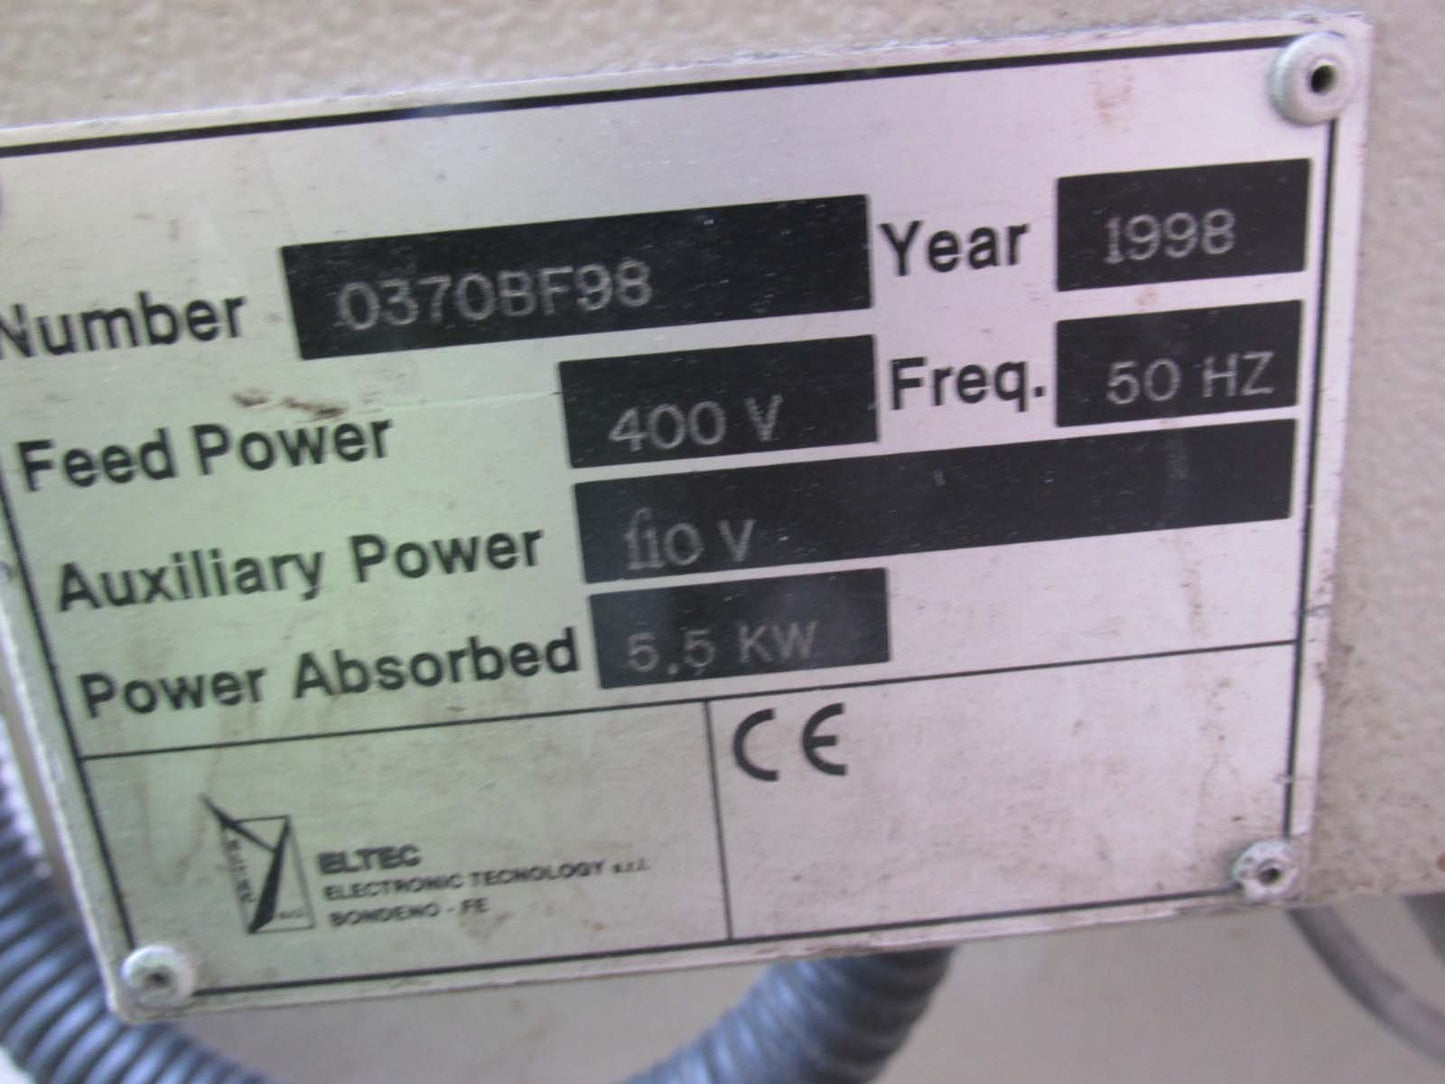 Number 0370BF98 Year 1998
Feed Power 400 V Freq. 50 HZ
Auxiliary Power 110 V
Power Absorbed 5.5 KW
CE
ELTEC
ELECTRONIC TECNOLOGY s.r.l.
BONDENO - FE